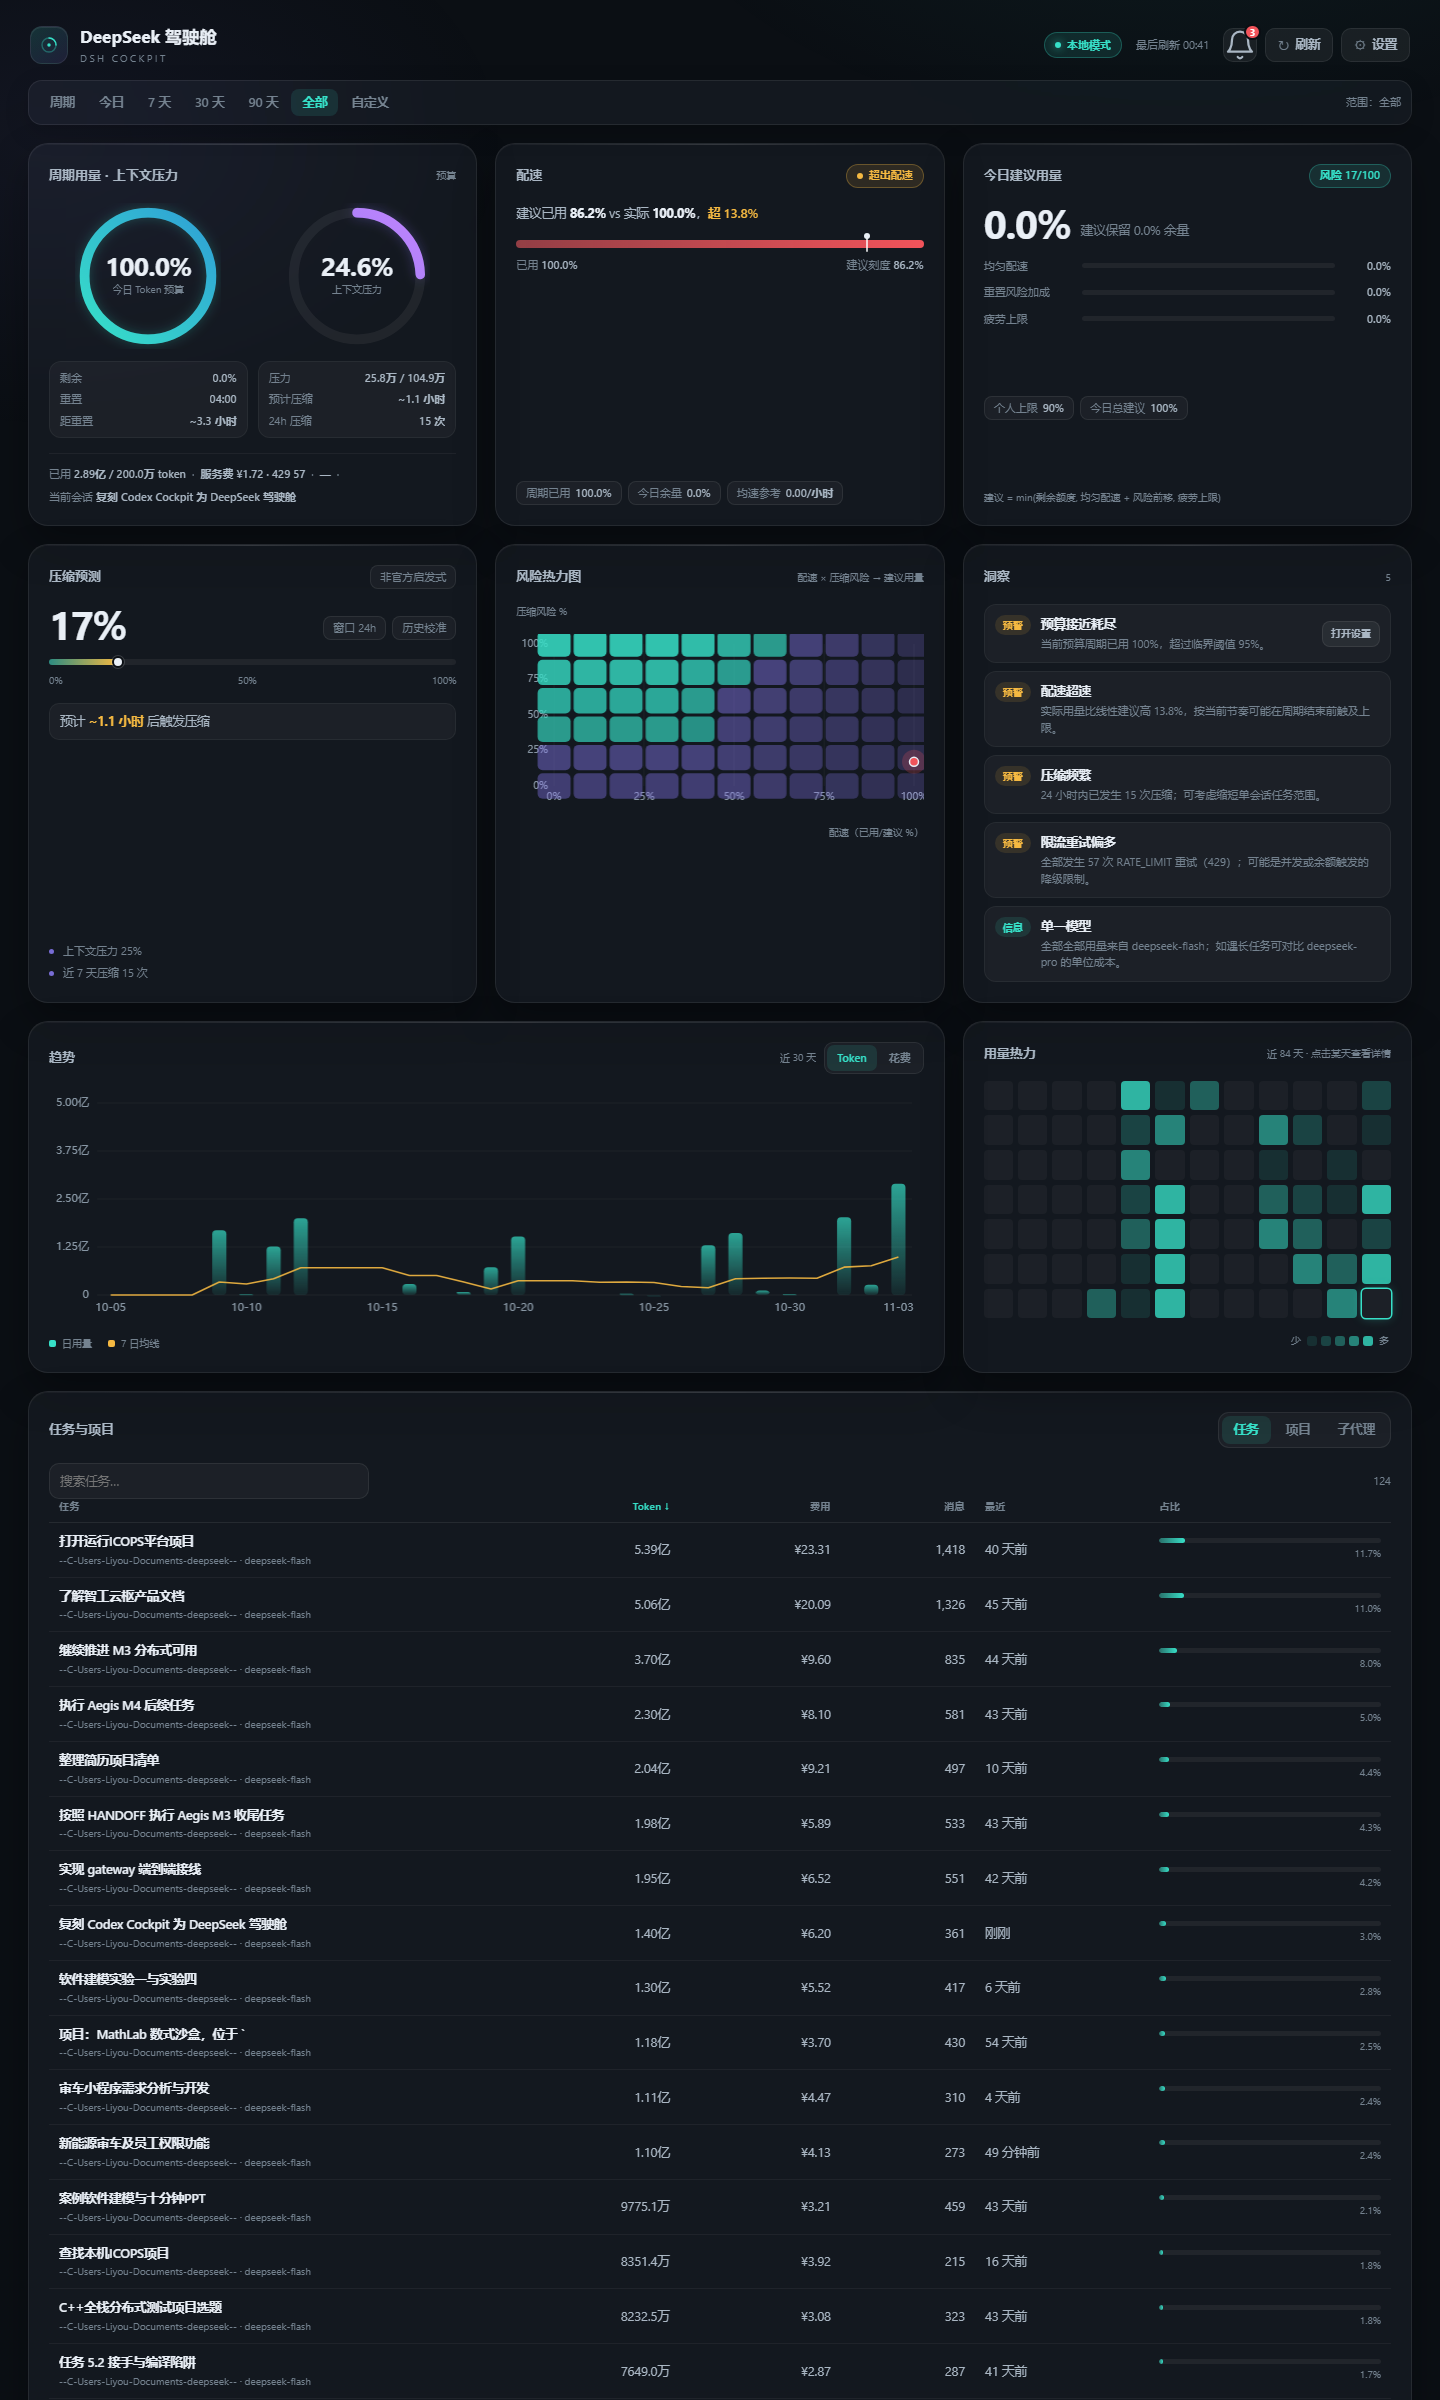 DeepSeek 驾驶舱
DSH COCKPIT
本地模式
最后刷新 00:41
3
刷新
设置
周期 今日 7 天 30 天 90 天 全部 自定义
范围：全部
周期用量 · 上下文压力
预算
100.0%
今日 Token 预算
24.6%
上下文压力
剩余 0.0%
重置 04:00
距重置 ~3.3 小时
压力 25.8万 / 104.9万
预计压缩 ~1.1 小时
24h 压缩 15 次
已用 2.89亿 / 200.0万 token · 服务费 ¥1.72 · 429 57 · — ·
当前会话 复刻 Codex Cockpit 为 DeepSeek 驾驶舱
配速
超出配速
建议已用 86.2% vs 实际 100.0%，超 13.8%
已用 100.0%
建议刻度 86.2%
周期已用 100.0%
今日余量 0.0%
均速参考 0.00/小时
今日建议用量
风险 17/100
0.0% 建议保留 0.0% 余量
均匀配速 0.0%
重置风险加成 0.0%
疲劳上限 0.0%
个人上限 90%
今日总建议 100%
建议 = min(剩余额度, 均匀配速 + 风险前移, 疲劳上限)
压缩预测
非官方启发式
17%
窗口 24h
历史校准
0% 50% 100%
预计 ~1.1 小时 后触发压缩
上下文压力 25%
近 7 天压缩 15 次
风险热力图
配速 × 压缩风险 → 建议用量
压缩风险 %
100%
75%
50%
25%
0%
0% 25% 50% 75% 100%
配速（已用/建议 %）
洞察
5
预警 预算接近耗尽
当前预算周期已用 100%，超过临界阈值 95%。
打开设置
预警 配速超速
实际用量比线性建议高 13.8%，按当前节奏可能在周期结束前触及上
限。
预警 压缩频繁
24 小时内已发生 15 次压缩；可考虑缩短单会话任务范围。
预警 限流重试偏多
全部发生 57 次 RATE_LIMIT 重试（429）；可能是并发或余额触发的
降级限制。
信息 单一模型
全部全部用量来自 deepseek-flash；如遇长任务可对比 deepseek-
pro 的单位成本。
趋势
近 30 天
Token 花费
5.00亿
3.75亿
2.50亿
1.25亿
0
10-05 10-10 10-15 10-20 10-25 10-30 11-03
日用量 7 日均线
用量热力
近 84 天 · 点击某天查看详情
少 多
任务与项目
任务 项目 子代理
搜索任务...
124
任务 Token ↓ 费用 消息 最近 占比
打开运行ICOPS平台项目
--C-Users-Liyou-Documents-deepseek-- · deepseek-flash
5.39亿 ¥23.31 1,418 40 天前 11.7%
了解智工云枢产品文档
--C-Users-Liyou-Documents-deepseek-- · deepseek-flash
5.06亿 ¥20.09 1,326 45 天前 11.0%
继续推进 M3 分布式可用
--C-Users-Liyou-Documents-deepseek-- · deepseek-flash
3.70亿 ¥9.60 835 44 天前 8.0%
执行 Aegis M4 后续任务
--C-Users-Liyou-Documents-deepseek-- · deepseek-flash
2.30亿 ¥8.10 581 43 天前 5.0%
整理简历项目清单
--C-Users-Liyou-Documents-deepseek-- · deepseek-flash
2.04亿 ¥9.21 497 10 天前 4.4%
按照 HANDOFF 执行 Aegis M3 收尾任务
--C-Users-Liyou-Documents-deepseek-- · deepseek-flash
1.98亿 ¥5.89 533 43 天前 4.3%
实现 gateway 端到端接线
--C-Users-Liyou-Documents-deepseek-- · deepseek-flash
1.95亿 ¥6.52 551 42 天前 4.2%
复刻 Codex Cockpit 为 DeepSeek 驾驶舱
--C-Users-Liyou-Documents-deepseek-- · deepseek-flash
1.40亿 ¥6.20 361 刚刚 3.0%
软件建模实验一与实验四
--C-Users-Liyou-Documents-deepseek-- · deepseek-flash
1.30亿 ¥5.52 417 6 天前 2.8%
项目：MathLab 数式沙盒，位于 `
--C-Users-Liyou-Documents-deepseek-- · deepseek-flash
1.18亿 ¥3.70 430 54 天前 2.5%
审车小程序需求分析与开发
--C-Users-Liyou-Documents-deepseek-- · deepseek-flash
1.11亿 ¥4.47 310 4 天前 2.4%
新能源审车及员工权限功能
--C-Users-Liyou-Documents-deepseek-- · deepseek-flash
1.10亿 ¥4.13 273 49 分钟前 2.4%
案例软件建模与十分钟PPT
--C-Users-Liyou-Documents-deepseek-- · deepseek-flash
9775.1万 ¥3.21 459 43 天前 2.1%
查找本机ICOPS项目
--C-Users-Liyou-Documents-deepseek-- · deepseek-flash
8351.4万 ¥3.92 215 16 天前 1.8%
C++全栈分布式测试项目选题
--C-Users-Liyou-Documents-deepseek-- · deepseek-flash
8232.5万 ¥3.08 323 43 天前 1.8%
任务 5.2 接手与编译陷阱
--C-Users-Liyou-Documents-deepseek-- · deepseek-flash
7649.0万 ¥2.87 287 41 天前 1.7%